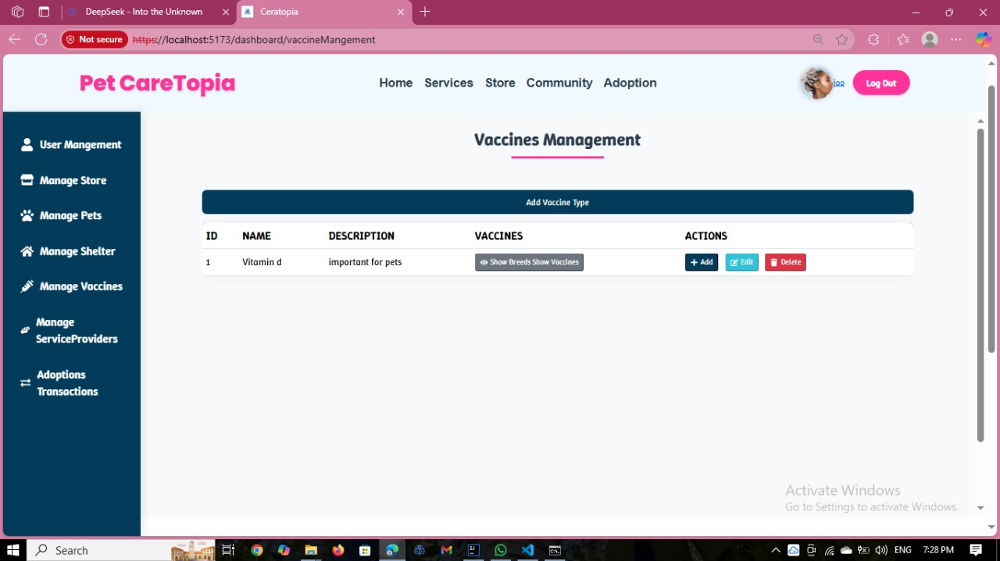 DeepSeek - Into the Unknown
Ceratopia
Not secure
https://localhost:5173/dashboard/vaccineMangement
Pet CareTopia
Home Services Store Community Adoption
joo
Log Out
User Mangement
Manage Store
Manage Pets
Manage Shelter
Manage Vaccines
Manage
ServiceProviders
Adoptions
Transactions
Vaccines Management
Add Vaccine Type
ID NAME DESCRIPTION VACCINES ACTIONS
1 Vitamin d important for pets Show Breeds Show Vaccines Add Edit Delete
Activate Windows
Go to Settings to activate Windows.
Search
7:28 PM
ENG